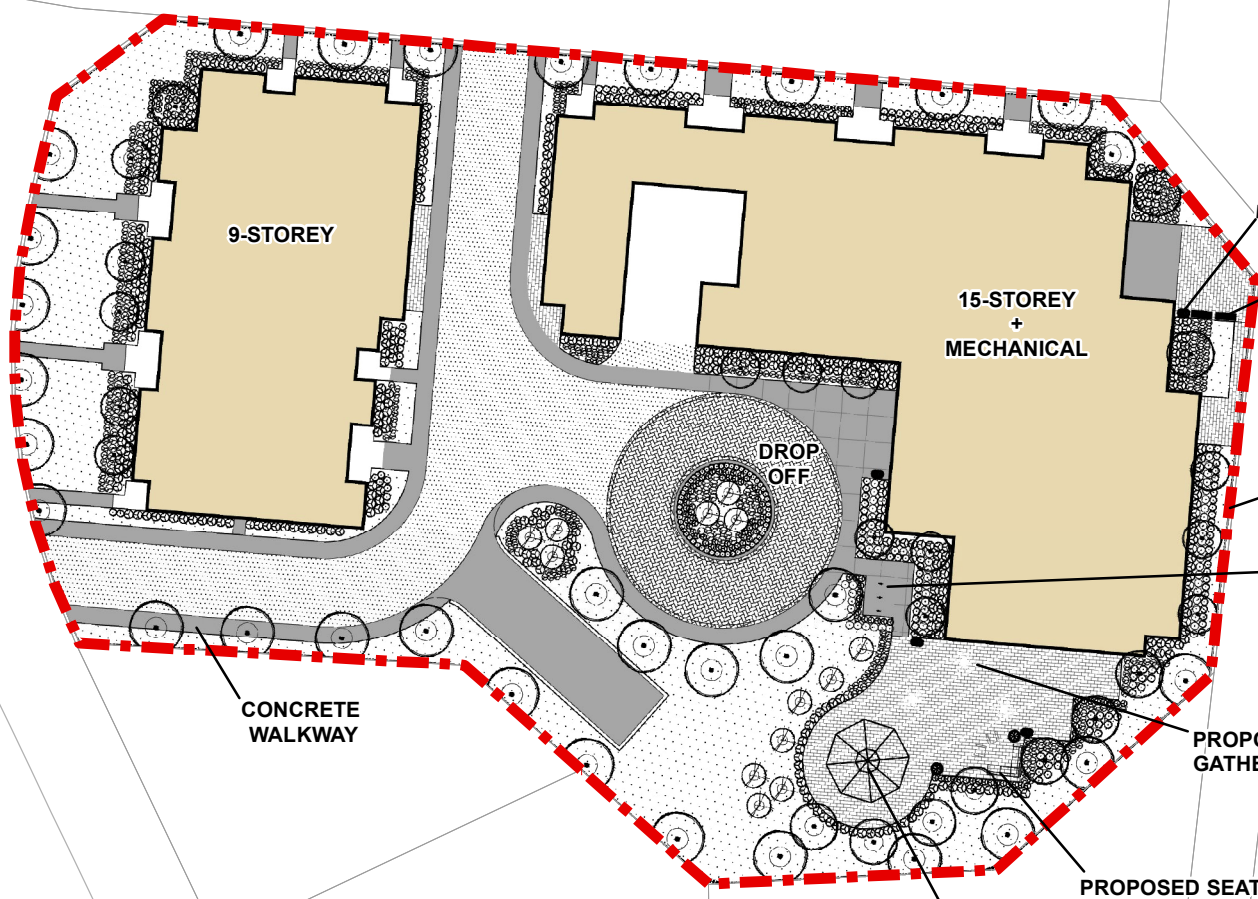 9-STOREY
15-STOREY
+
MECHANICAL
DROP
OFF
CONCRETE
WALKWAY
PROPO
GATHE
PROPOSED SEAT